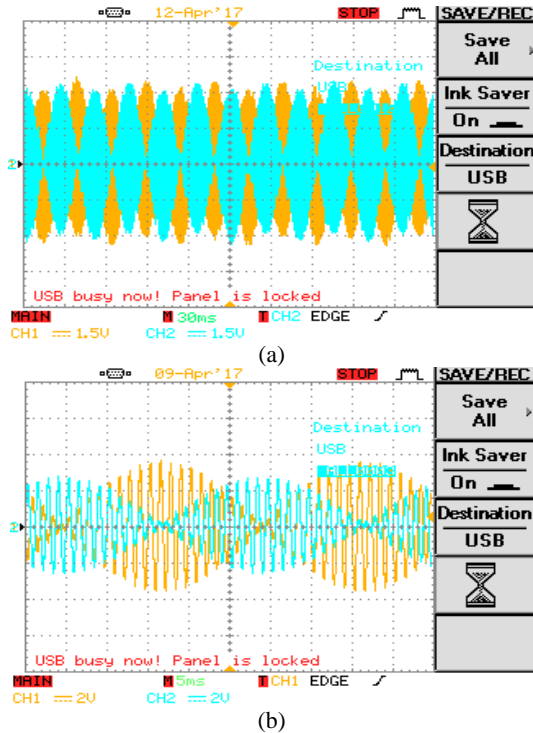 12-Apr'17 STOP SAVE/REC
Save
All
Destination
USB
Ink Saver
On
Destination
USB
2
USB busy now! Panel is locked
MAIN M 30ms T CH2 EDGE
CH1 1.5V CH2 1.5V
(a)
09-Apr'17 STOP SAVE/REC
Save
All
Destination
USB
Ink Saver
On
Destination
USB
2
USB busy now! Panel is locked
MAIN M 5ms T CH1 EDGE
CH1 2V CH2 2V
(b)